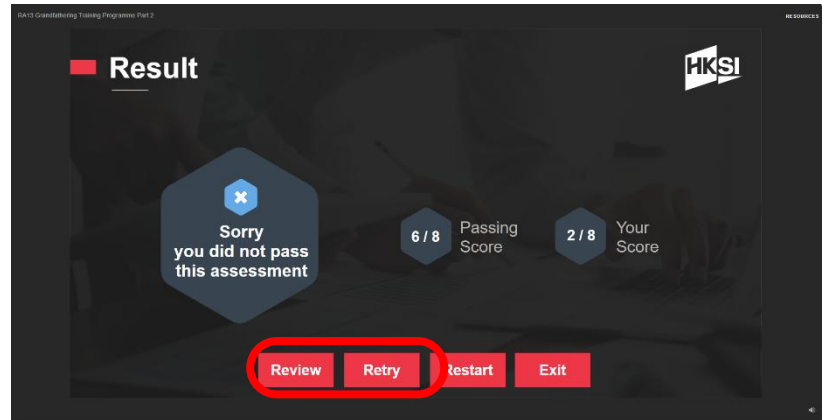 RA13 Grandfathering Training Programme Part 2
RESOURCES
Result
HKSI
Sorry
you did not pass
this assessment
6 / 8
Passing
Score
2 / 8
Your
Score
Review
Retry
Restart
Exit